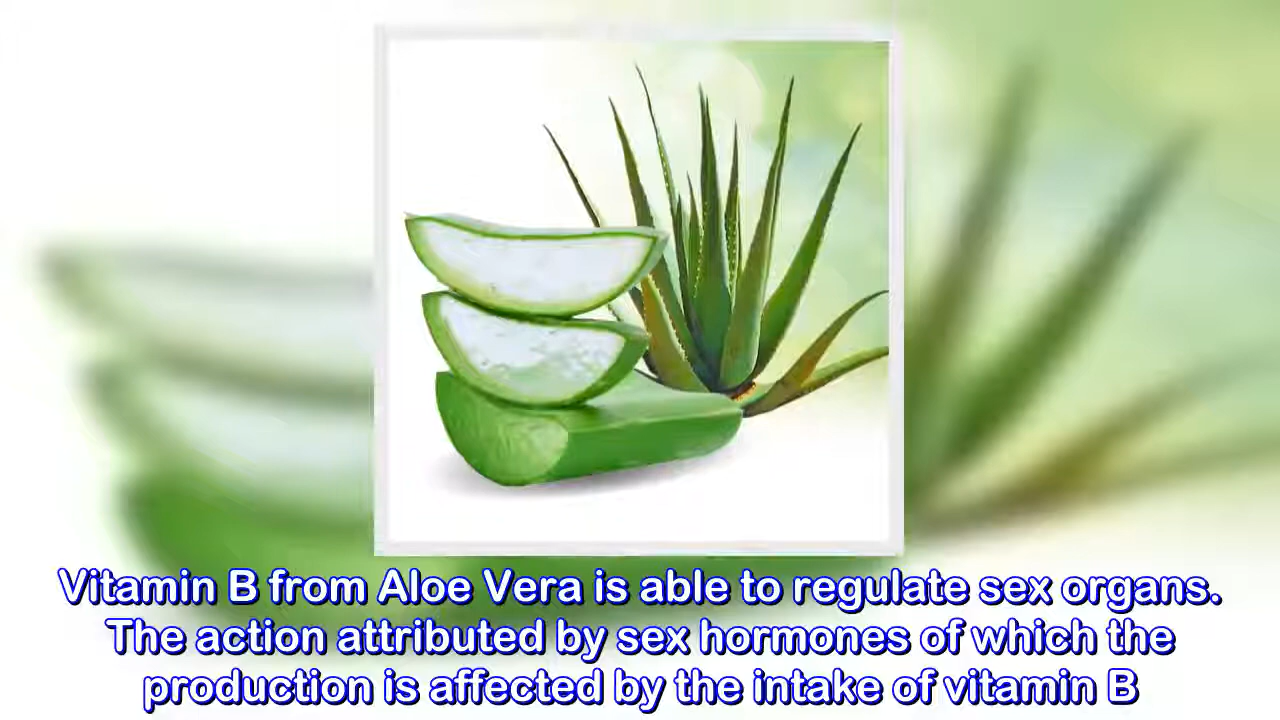 Vitamin B from Aloe Vera is able to regulate sex organs.
The action attributed by sex hormones of which the
production is affected by the intake of vitamin B